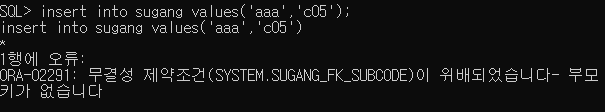 SQL> insert into sugang values('aaa','c05');
insert into sugang values('aaa','c05')
*
1행에 오류:
ORA-02291: 무결성 제약조건(SYSTEM.SUGANG_FK_SUBCODE)이 위배되었습니다- 부모
키가 없습니다